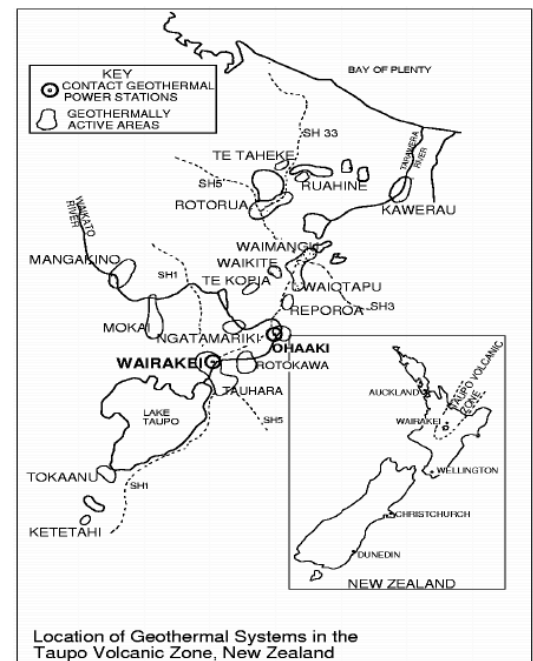 BAY OF PLENTY
KEY
CONTACT GEOTHERMAL
POWER STATIONS
GEOTHERMALLY
ACTIVE AREAS
SH 33
TARAWERA
RIVER
TE TAHEKE
SH5
RUAHINE
ROTORUA
KAWERAU
WAIKATO
RIVER
WAIMANGU
MANGAKINO
WAIKITE
SH1
TE KOPIA
WAIOTAPU
REPOROA
SH3
MOKAI
NGATAMARIKI
OHAAKI
WAIRAKEI
ROTOKAWA
TAUHARA
LAKE
TAUPO
SH5
TOKAANU
SH1
KETETAHI
TAUPO VOLCANIC
ZONE
AUCKLAND
WAIRAKEI
WELLINGTON
CHRISTCHURCH
DUNEDIN
NEW ZEALAND
Location of Geothermal Systems in the
Taupo Volcanic Zone, New Zealand